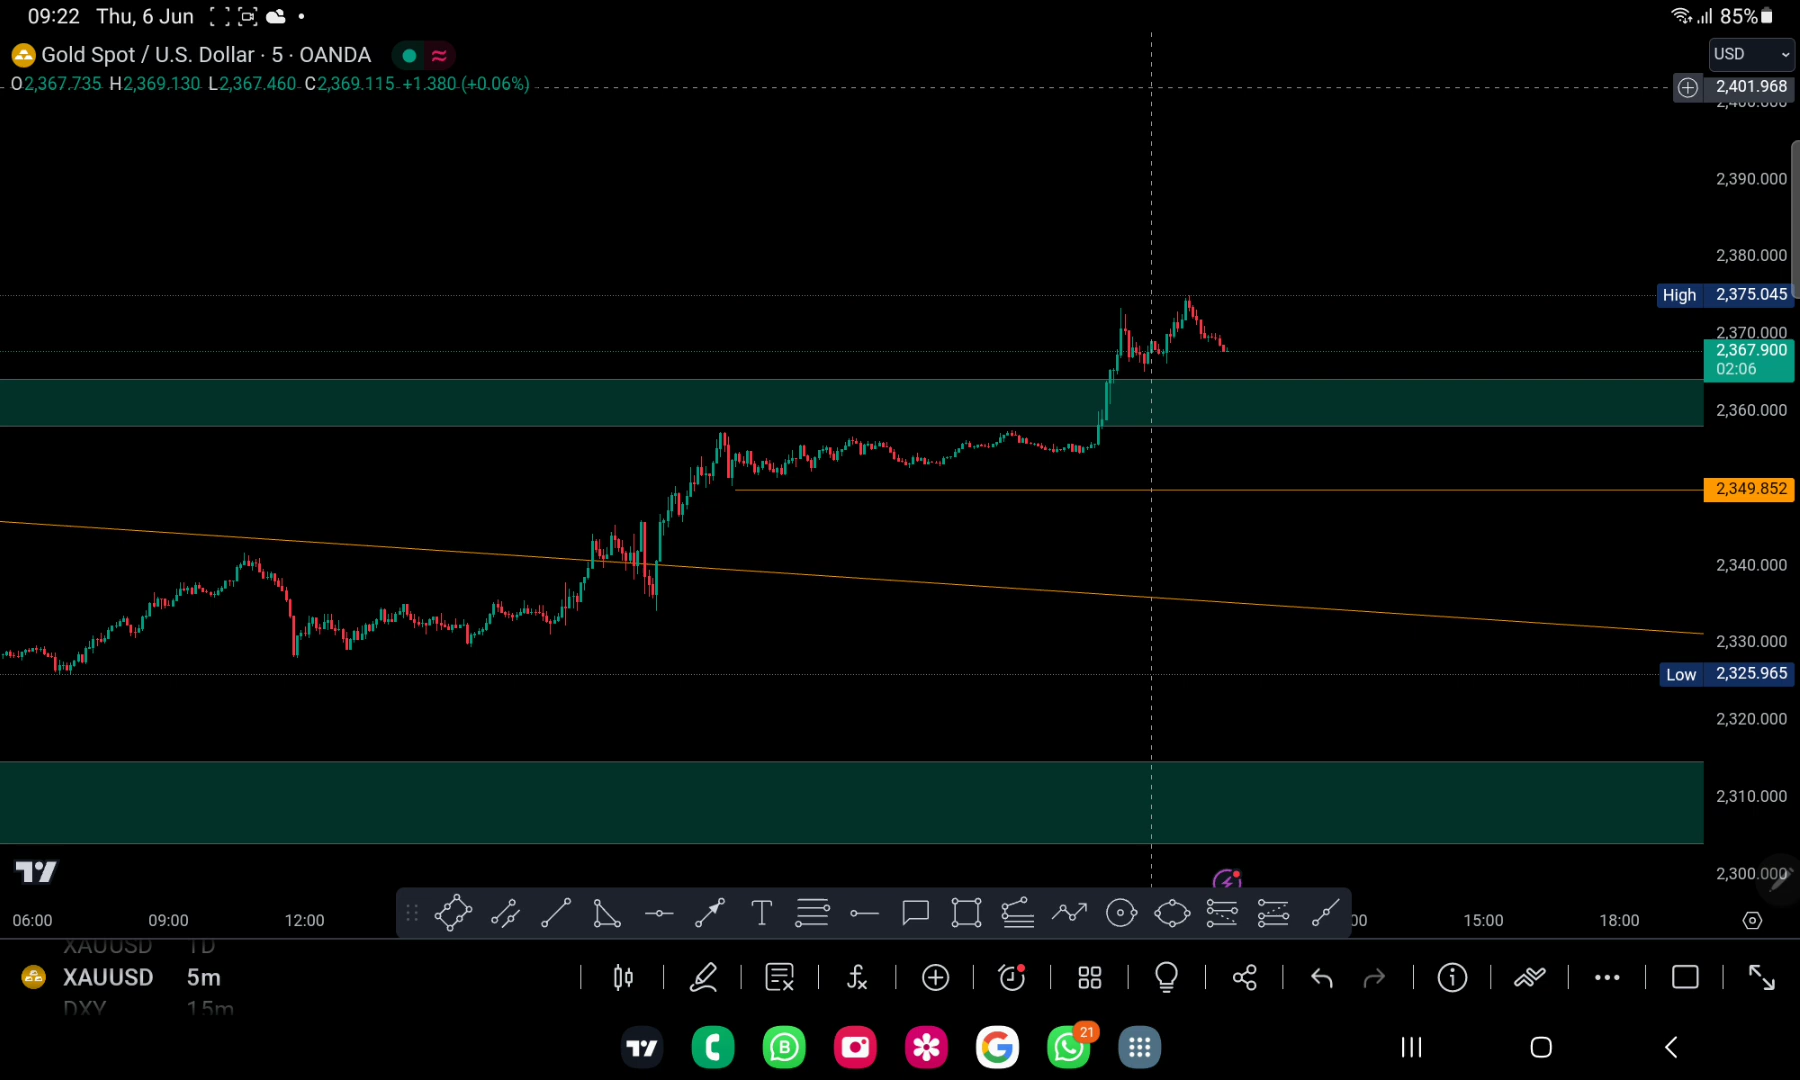 09:22 Thu, 6 Jun 85%
Gold Spot / U.S. Dollar · 5 · OANDA
USD
O2,367.735 H2,369.130 L2,367.460 C2,369.115 +1.380 (+0.06%)
2,401.968
2,400.000
2,390.000
2,380.000
High 2,375.045
2,370.000
2,367.900
02:06
2,360.000
2,349.852
2,340.000
2,330.000
Low 2,325.965
2,320.000
2,310.000
2,300.000
06:00 09:00 12:00 00 15:00 18:00
XAUUSD 1D
XAUUSD 5m
DXY 15m
21